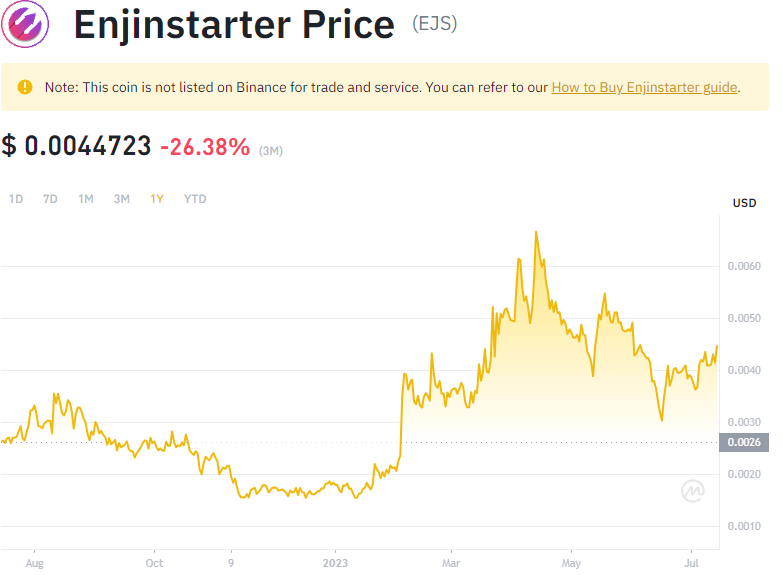 Enjinstarter Price (EJS)
Note: This coin is not listed on Binance for trade and service. You can refer to our How to Buy Enjinstarter guide.
$ 0.0044723 -26.38% (3M)
1D 7D 1M 3M 1Y YTD
USD
0.0060
0.0050
0.0040
0.0030
0.0026
0.0020
0.0010
Aug Oct 9 2023 Mar May Jul